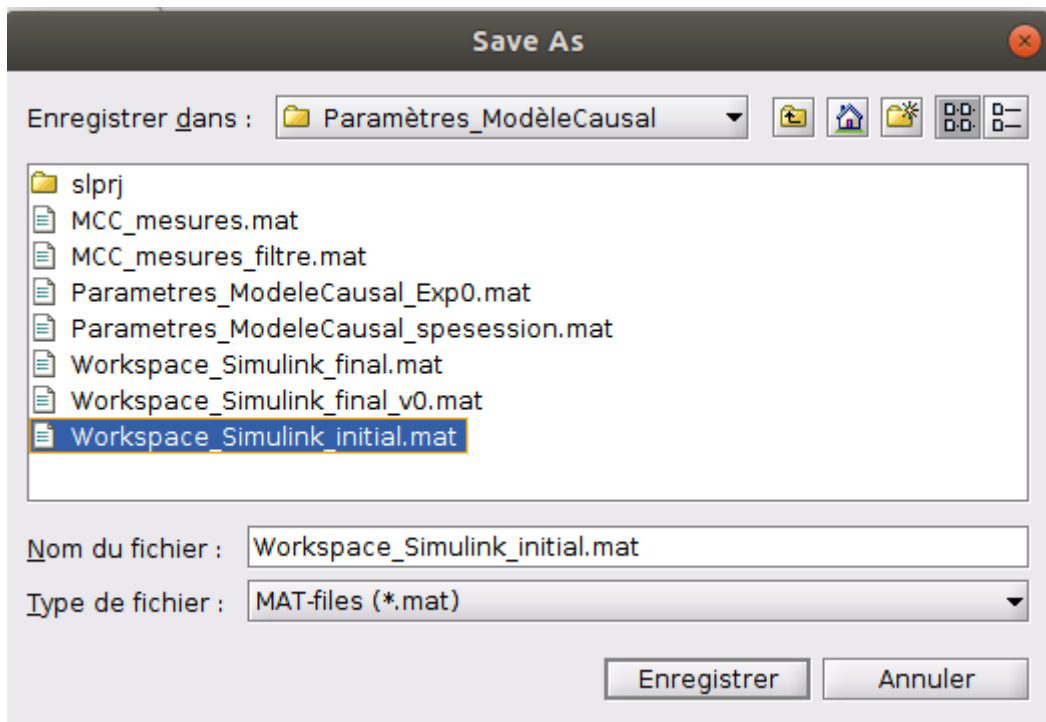 Save As
Enregistrer dans : Paramètres_ModèleCausal
slprj
MCC_mesures.mat
MCC_mesures_filtre.mat
Parametres_ModeleCausal_Exp0.mat
Parametres_ModeleCausal_spesession.mat
Workspace_Simulink_final.mat
Workspace_Simulink_final_v0.mat
Workspace_Simulink_initial.mat
Nom du fichier : Workspace_Simulink_initial.mat
Type de fichier : MAT-files (*.mat)
Enregistrer Annuler